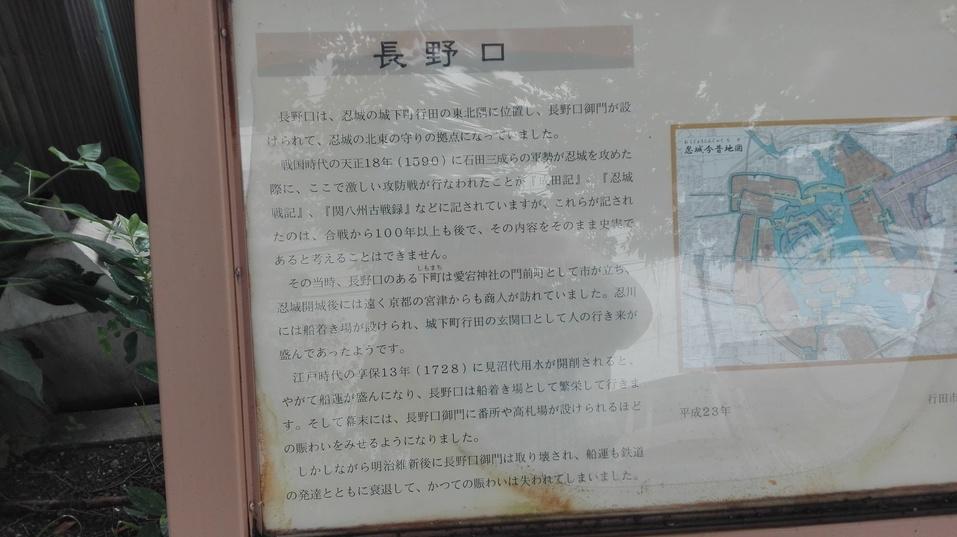 長野口
長野口は、忍城の城下町行田の東北隅に位置し、長野口御門が設
けられて、忍城の北東の守りの拠点になっていました。
戦国時代の天正18年(1590)に石田三成らの軍勢が忍城を攻めた
際に、ここで激しい攻防戦が行なわれたことが『成田記』、『忍城
戦記』、『関八州古戦録』などに記されていますが、これらが記され
たのは、合戦から100年以上も後で、その内容をそのまま史実で
あると考えることはできません。
その当時、長野口のある下町は愛宕神社の門前町として市が立ち、
しもまち
忍城開城後には遠く京都の宮津からも商人が訪れていました。忍川
には船着き場が設けられ、城下町行田の玄関口として人の行き来が
盛んであったようです。
江戸時代の享保13年(1728)に見沼代用水が開削されると、
やがて船運が盛んになり、長野口は船着き場として繁栄して行きま
す。そして幕末には、長野口御門に番所や高札場が設けられるほど
の賑わいをみせるようになりました。
しかしながら明治維新後に長野口御門は取り壊され、船運も鉄道
の発達とともに衰退して、かつての賑わいは失われてしまいました。
忍城今昔地図
平成23年
行田市